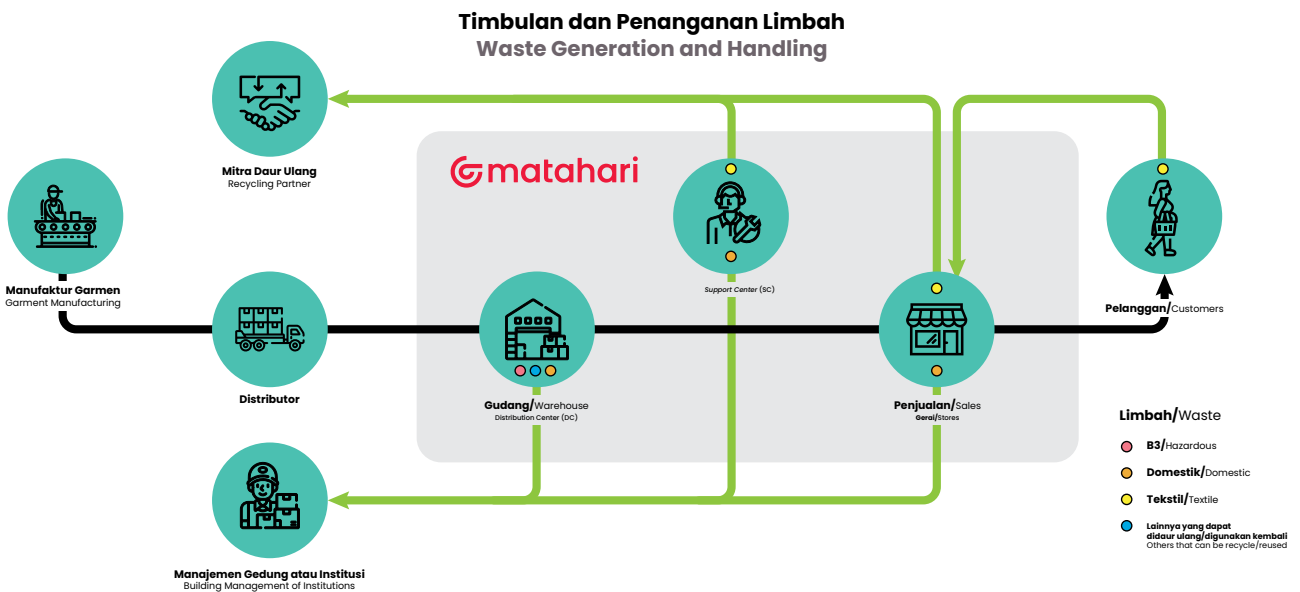 Timbulan dan Penanganan Limbah
Waste Generation and Handling
Mitra Daur Ulang
Recycling Partner
matahari
Manufaktur Garmen
Garment Manufacturing
Support Center (SC)
Pelanggan/Customers
Distributor
Gudang/Warehouse
Distribution Center (DC)
Penjualan/Sales
Gerai/Stores
Limbah/Waste
B3/Hazardous
Domestik/Domestic
Tekstil/Textile
Lainnya yang dapat
didaur ulang/digunakan kembali
Others that can be recycle/reused
Manajemen Gedung atau Institusi
Building Management of Institutions